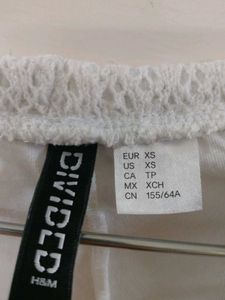 DIVIDED
H&M
EUR XS
US XS
CA TP
MX XCH
CN 155/64A